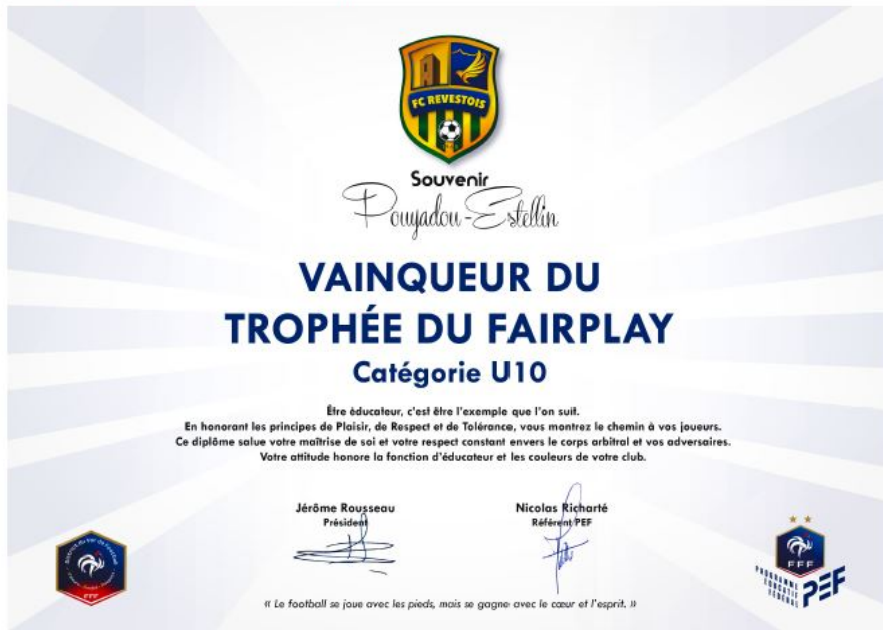 FC REVESTOIS
Souvenir
Pouyadou-Estellin
VAINQUEUR DU
TROPHÉE DU FAIRPLAY
Catégorie U10
Être éducateur, c'est être l'exemple que l'on suit.
En honorant les principes de Plaisir, de Respect et de Tolérance, vous montrez le chemin à vos joueurs.
Ce diplôme salue votre maîtrise de soi et votre respect constant envers le corps arbitral et vos adversaires.
Votre attitude honore la fonction d'éducateur et les couleurs de votre club.
Jérôme Rousseau
Président
Nicolas Richarté
Référent PEF
FFF
FFF
PROGRAMME
ÉDUCATIF
FÉDÉRAL
PEF
« Le football se joue avec les pieds, mais se gagne avec le cœur et l'esprit. »